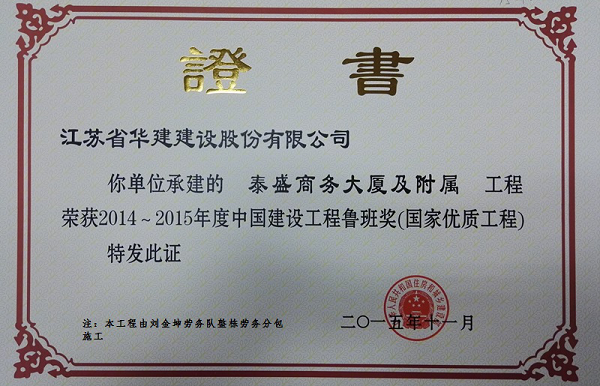 證 書
江苏省华建建设股份有限公司
你单位承建的 泰盛商务大厦及附属 工程
荣获2014～2015年度中国建设工程鲁班奖(国家优质工程)
特发此证
二〇一五年十一月
注：本工程由刘金坤劳务队整栋劳务分包
施工